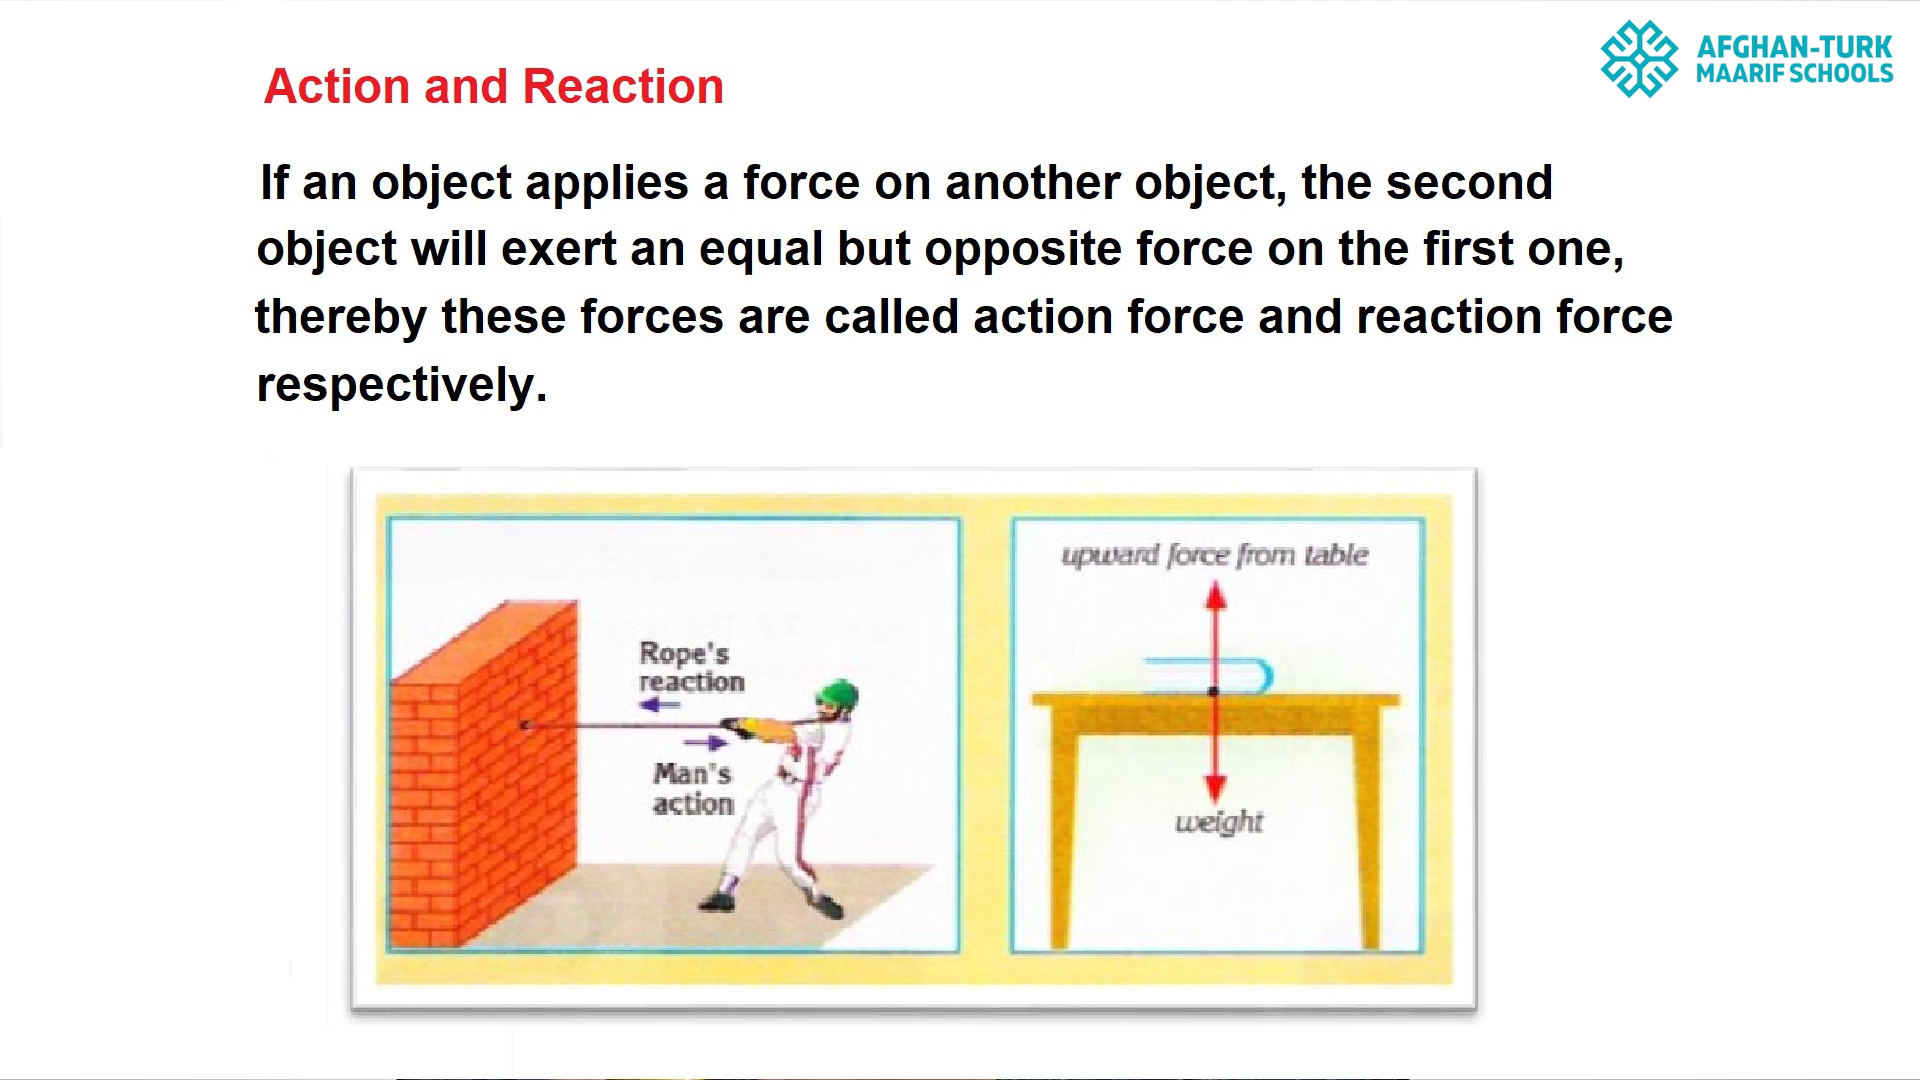 AFGHAN-TURK
MAARIF SCHOOLS
Action and Reaction
If an object applies a force on another object, the second
object will exert an equal but opposite force on the first one,
thereby these forces are called action force and reaction force
respectively.
Rope's
reaction
Man's
action
upward force from table
weight